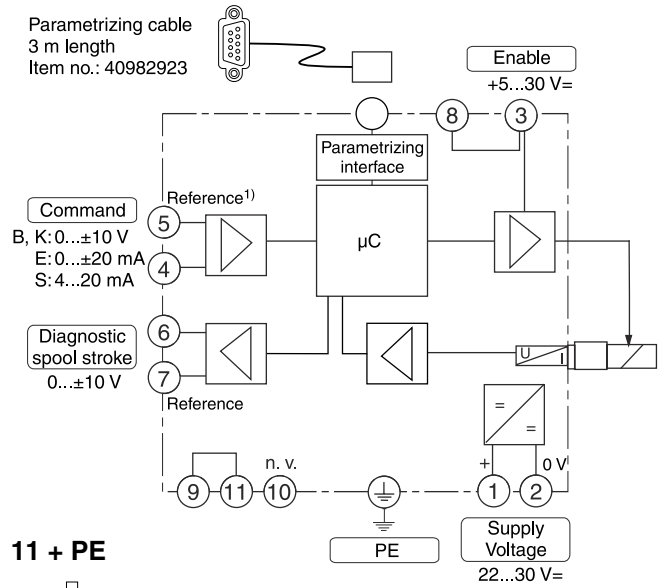 Parametrizing cable
3 m length
Item no.: 40982923
Enable
+5...30 V=
8
3
Parametrizing
interface
Reference¹⁾
Command
5
B, K: 0...±10 V
E: 0...±20 mA
S: 4...20 mA
4
µC
6
Diagnostic
spool stroke
0...±10 V
7
Reference
U
I
=
=
+
0 V
n. v.
9
11
10
1
2
PE
Supply
Voltage
22...30 V=
11 + PE